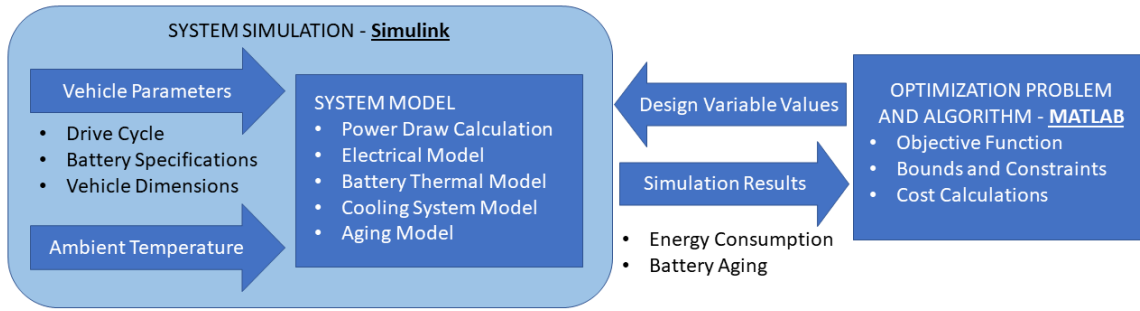 SYSTEM SIMULATION - Simulink
Vehicle Parameters
• Drive Cycle
• Battery Specifications
• Vehicle Dimensions
Ambient Temperature
SYSTEM MODEL
• Power Draw Calculation
• Electrical Model
• Battery Thermal Model
• Cooling System Model
• Aging Model
Design Variable Values
Simulation Results
• Energy Consumption
• Battery Aging
OPTIMIZATION PROBLEM
AND ALGORITHM - MATLAB
• Objective Function
• Bounds and Constraints
• Cost Calculations